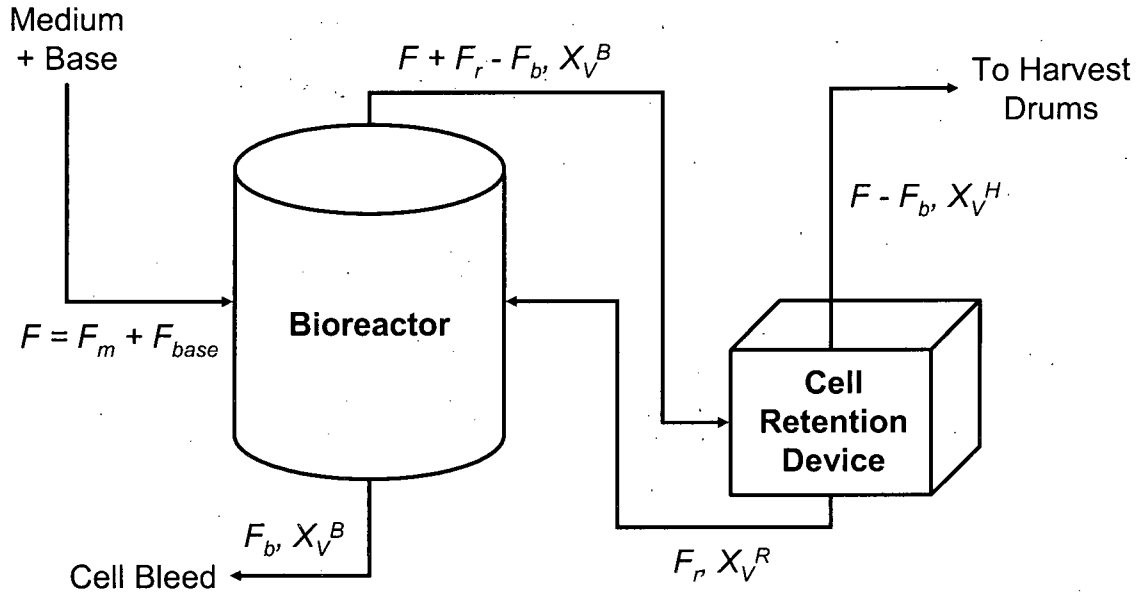 Medium
+ Base
F + F_r - F_b, X_V^B
To Harvest
Drums
F - F_b, X_V^H
Bioreactor
F = F_m + F_base
Cell
Retention
Device
F_b, X_V^B
Cell Bleed
F_r, X_V^R